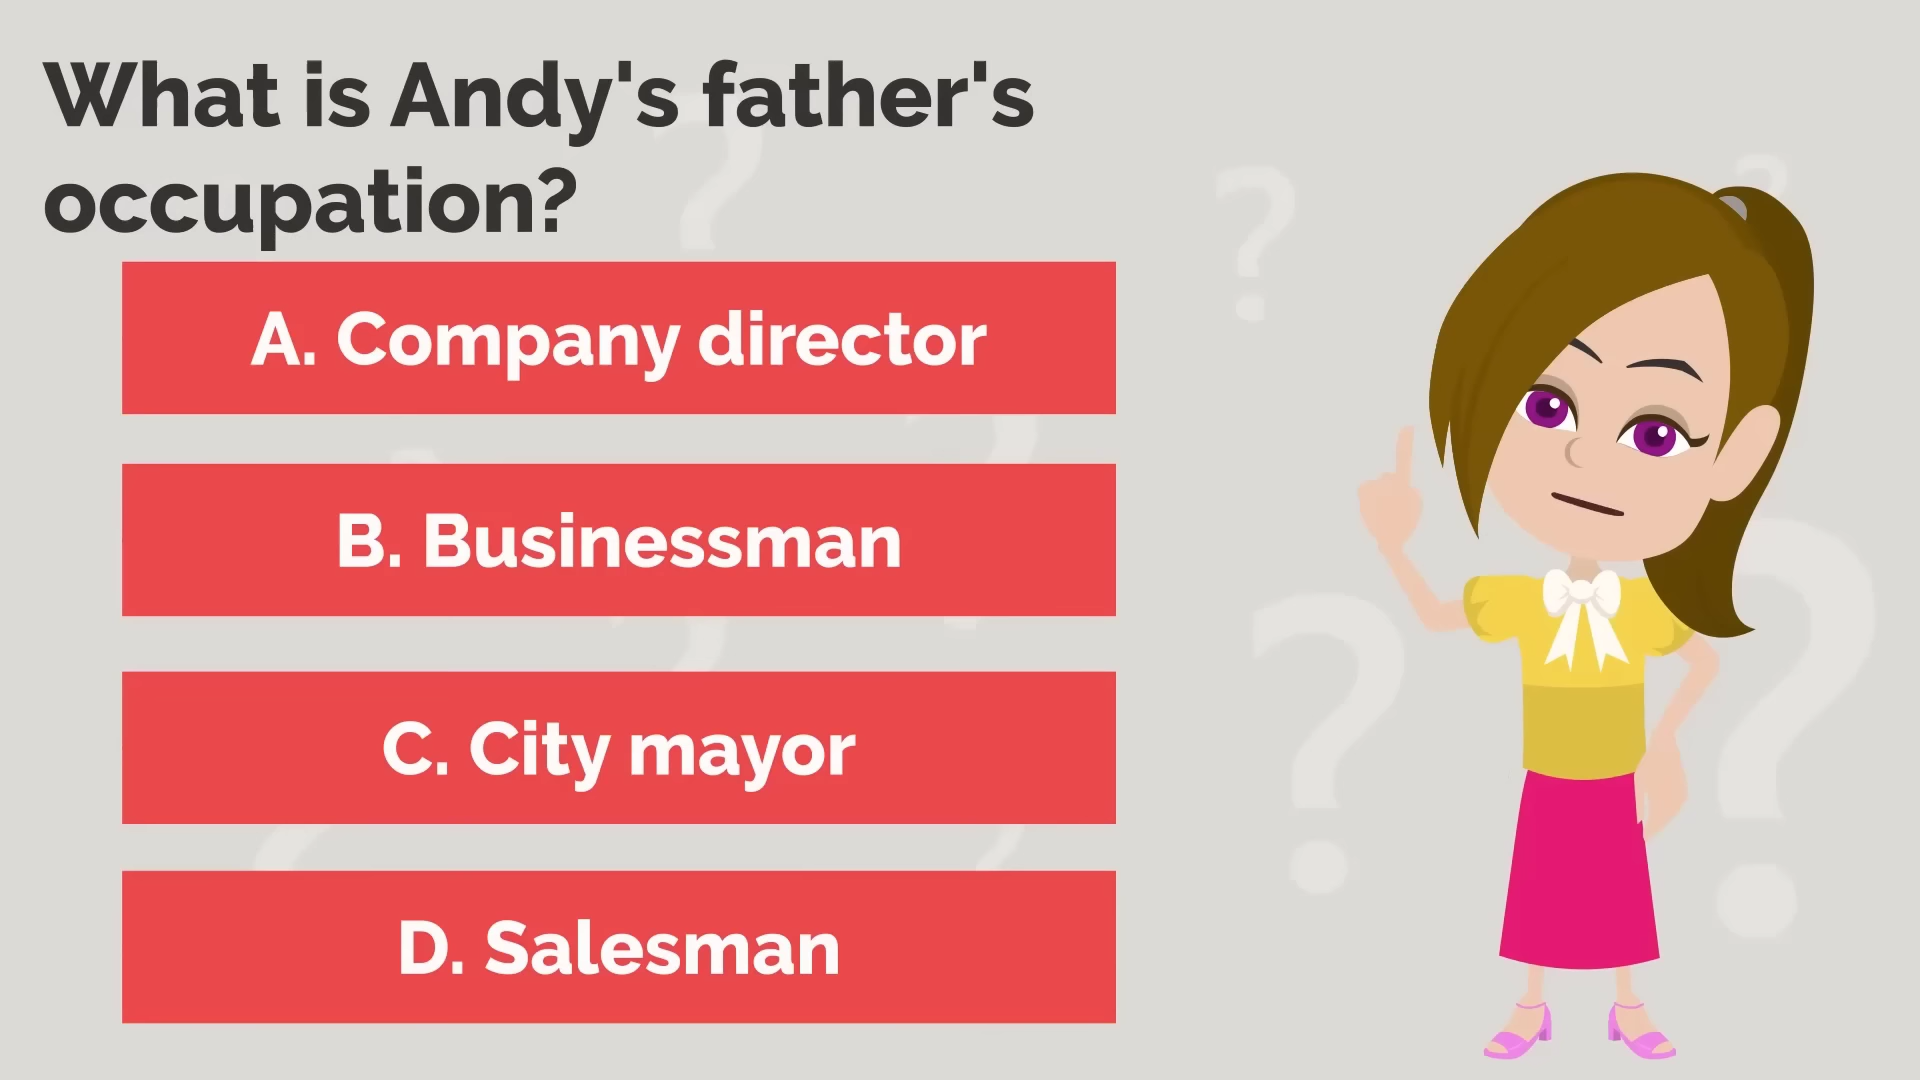 What is Andy's father's
occupation?
A. Company director
B. Businessman
C. City mayor
D. Salesman